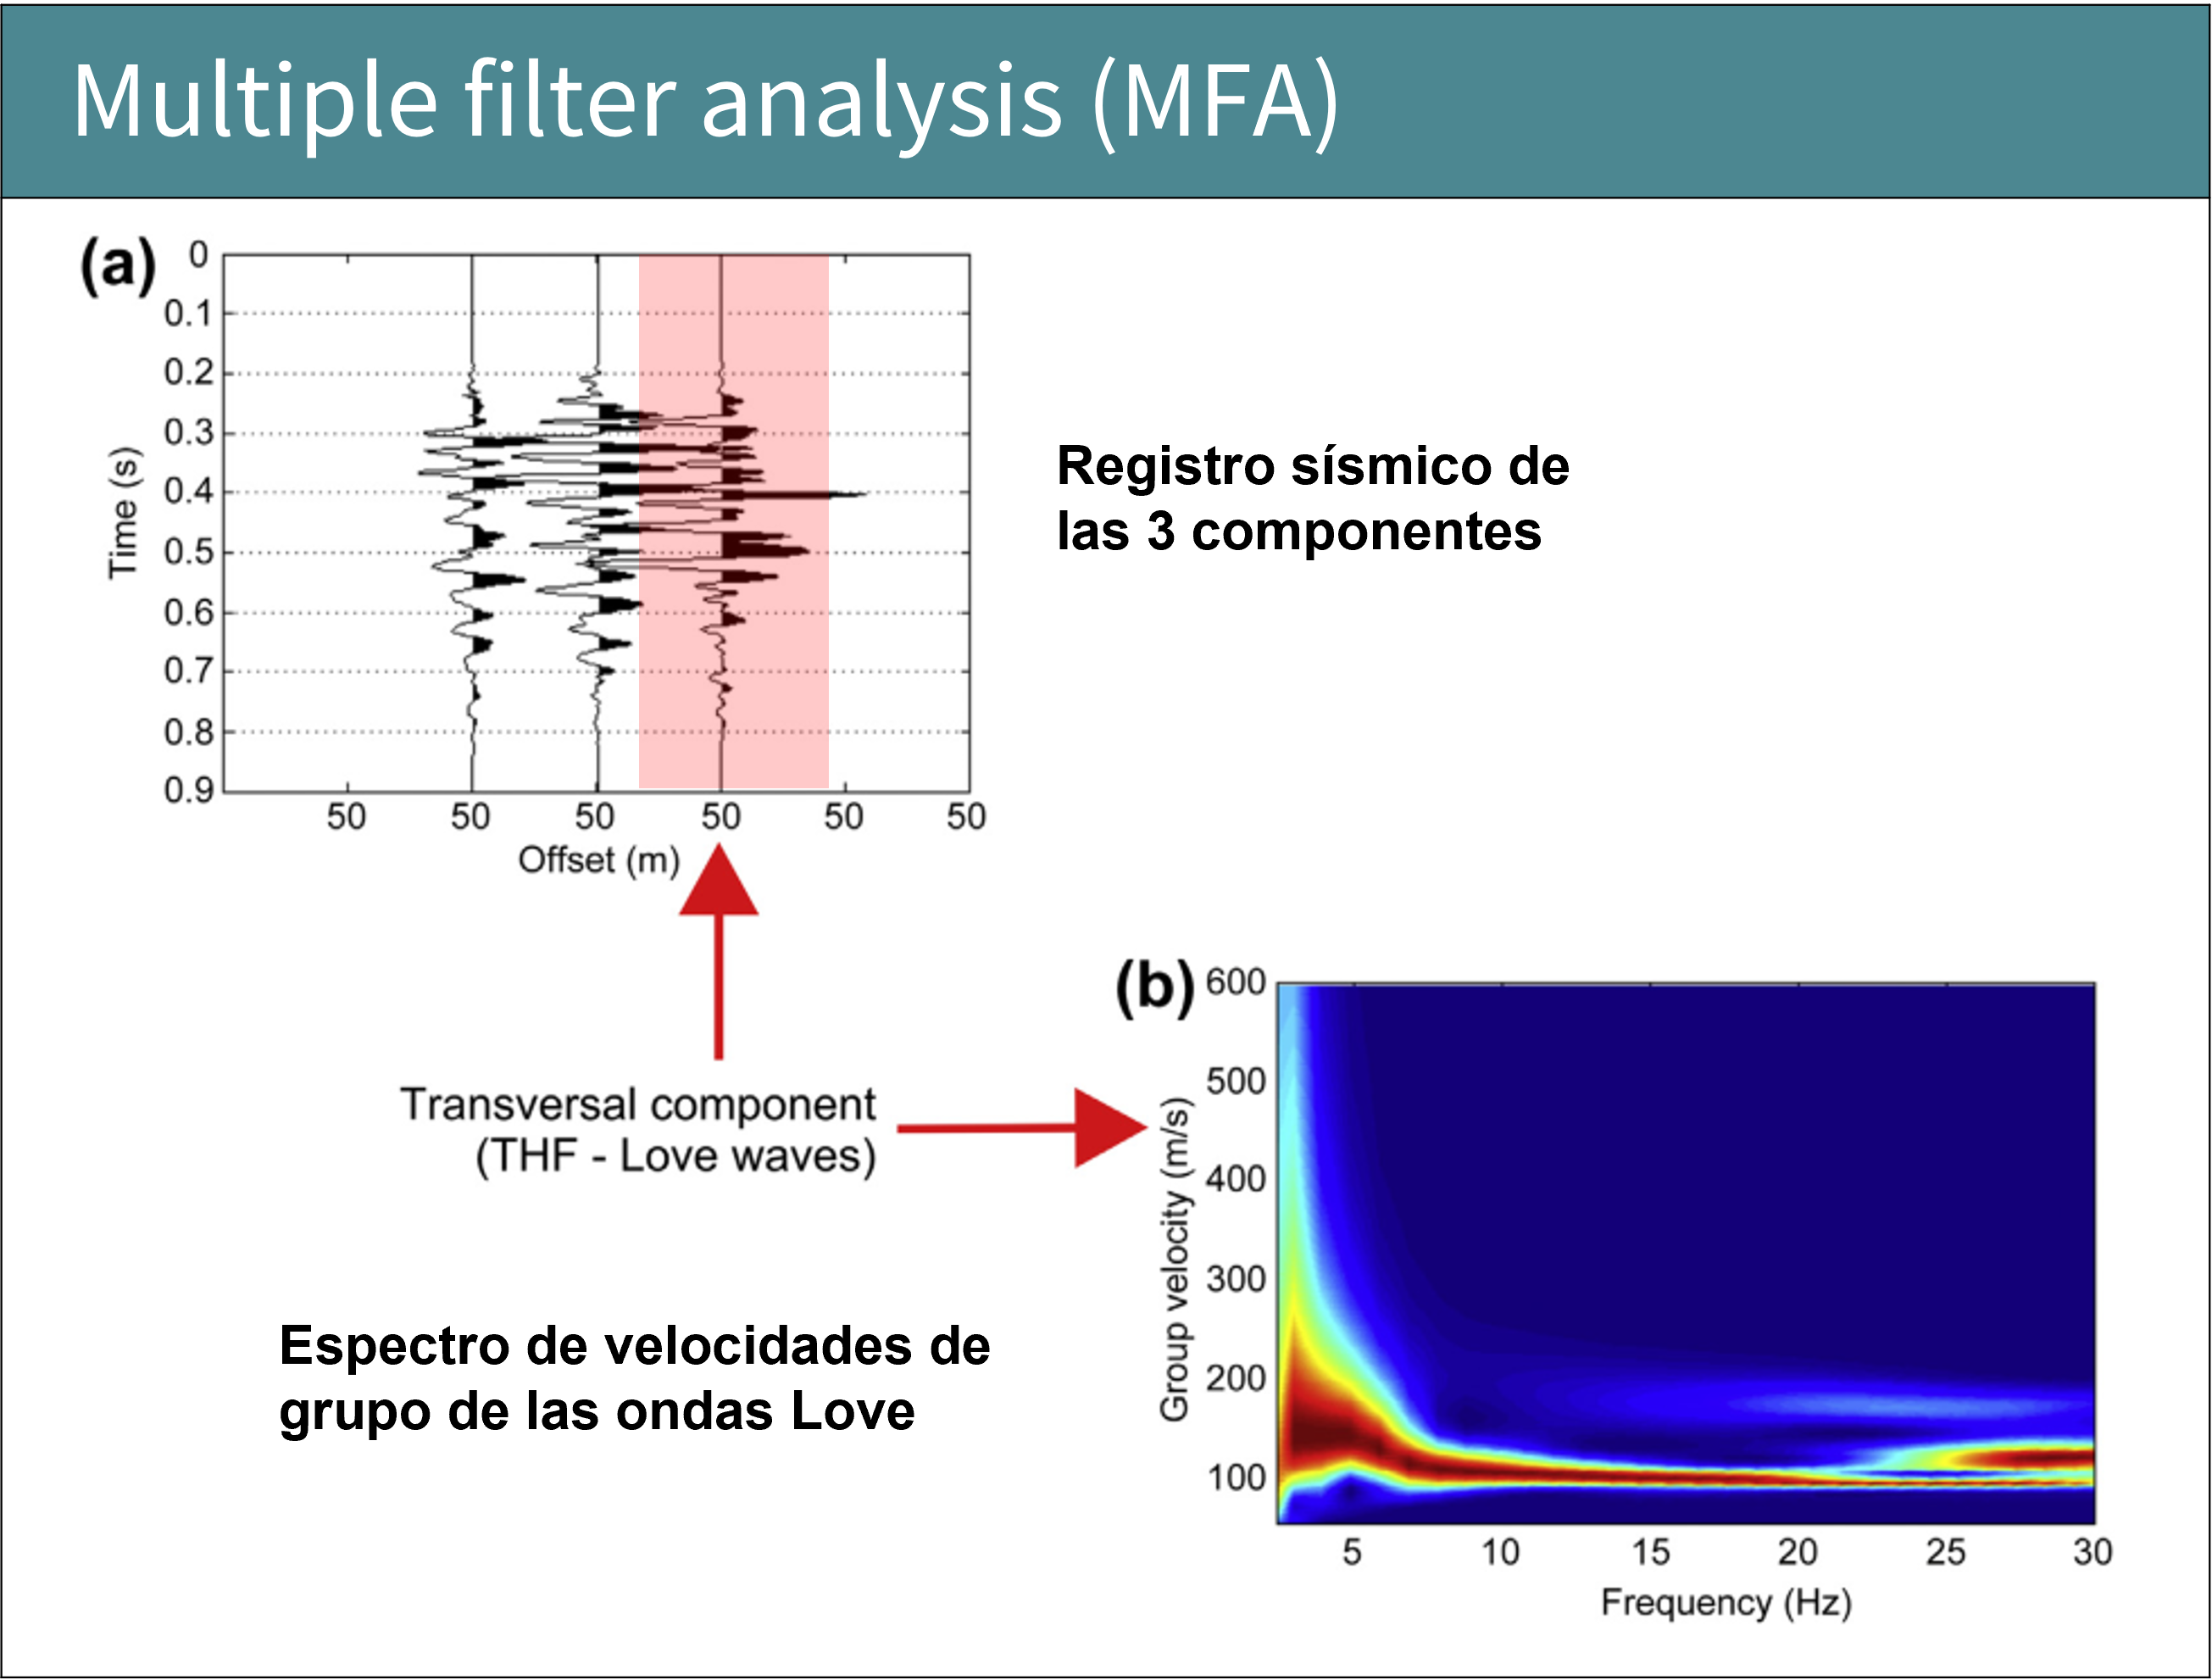 Multiple filter analysis (MFA)
(a)
0
0.1
0.2
0.3
0.4
0.5
0.6
0.7
0.8
0.9
Time (s)
50 50 50 50 50 50
Offset (m)
Registro sísmico de
las 3 componentes
Transversal component
(THF - Love waves)
Espectro de velocidades de
grupo de las ondas Love
(b)
600
500
400
300
200
100
Group velocity (m/s)
5 10 15 20 25 30
Frequency (Hz)